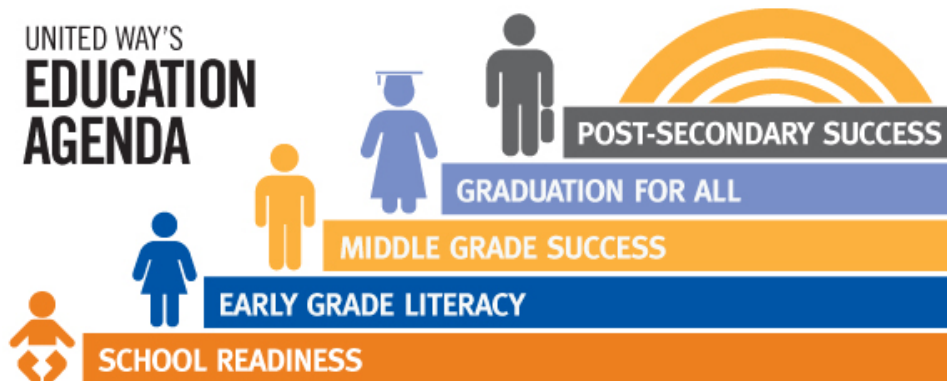 UNITED WAY'S
EDUCATION
AGENDA
POST-SECONDARY SUCCESS
GRADUATION FOR ALL
MIDDLE GRADE SUCCESS
EARLY GRADE LITERACY
SCHOOL READINESS